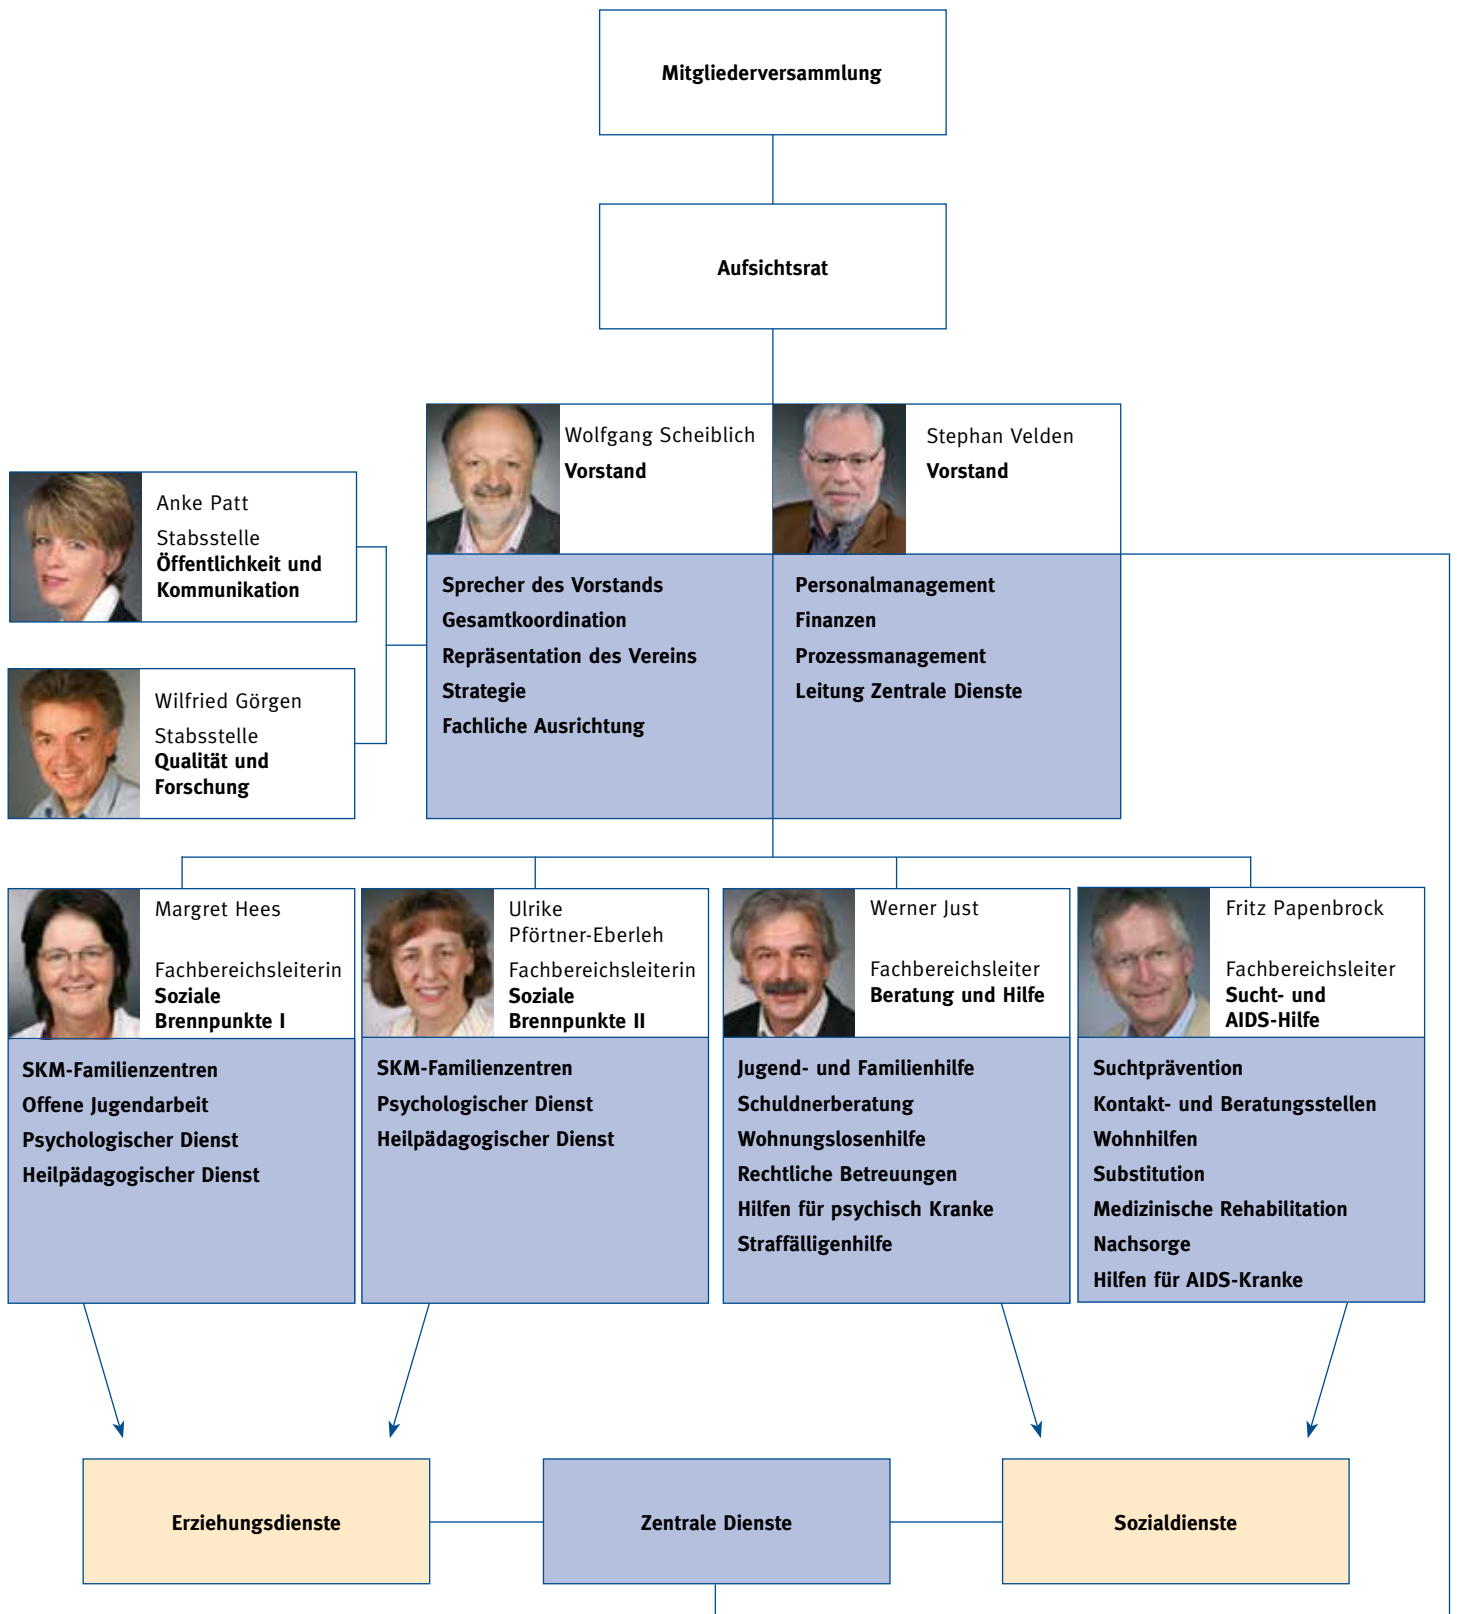 Mitgliederversammlung
Aufsichtsrat
Wolfgang Scheiblich
Vorstand
Stephan Velden
Vorstand
Anke Patt
Stabsstelle
Öffentlichkeit und
Kommunikation
Sprecher des Vorstands
Gesamtkoordination
Repräsentation des Vereins
Strategie
Fachliche Ausrichtung
Personalmanagement
Finanzen
Prozessmanagement
Leitung Zentrale Dienste
Wilfried Görgen
Stabsstelle
Qualität und
Forschung
Margret Hees
Fachbereichsleiterin
Soziale
Brennpunkte I
SKM-Familienzentren
Offene Jugendarbeit
Psychologischer Dienst
Heilpädagogischer Dienst
Ulrike
Pförtner-Eberleh
Fachbereichsleiterin
Soziale
Brennpunkte II
SKM-Familienzentren
Psychologischer Dienst
Heilpädagogischer Dienst
Werner Just
Fachbereichsleiter
Beratung und Hilfe
Jugend- und Familienhilfe
Schuldnerberatung
Wohnungslosenhilfe
Rechtliche Betreuungen
Hilfen für psychisch Kranke
Straffälligenhilfe
Fritz Papenbrock
Fachbereichsleiter
Sucht- und
AIDS-Hilfe
Suchtprävention
Kontakt- und Beratungsstellen
Wohnhilfen
Substitution
Medizinische Rehabilitation
Nachsorge
Hilfen für AIDS-Kranke
Erziehungsdienste
Zentrale Dienste
Sozialdienste